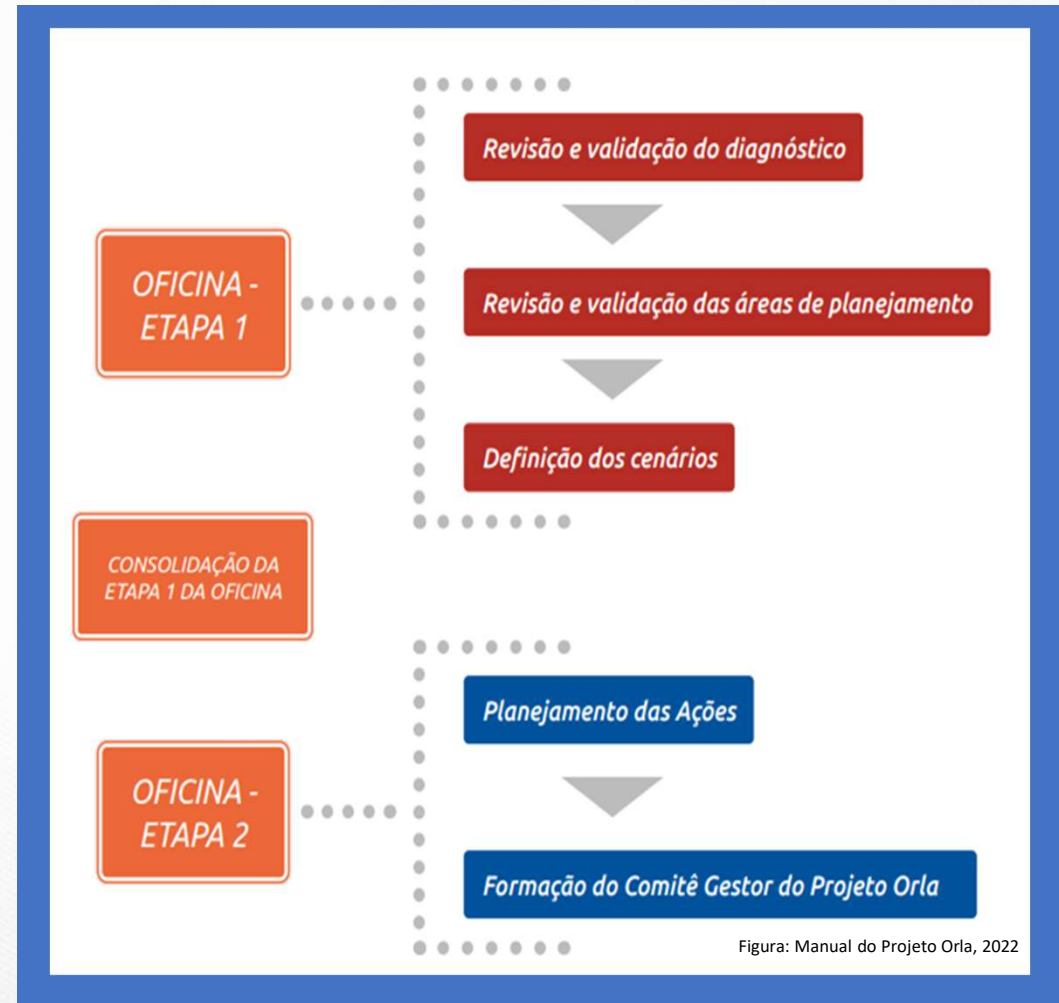 OFICINA -
ETAPA 1
Revisão e validação do diagnóstico
Revisão e validação das áreas de planejamento
Definição dos cenários
CONSOLIDAÇÃO DA
ETAPA 1 DA OFICINA
OFICINA -
ETAPA 2
Planejamento das Ações
Formação do Comitê Gestor do Projeto Orla
Figura: Manual do Projeto Orla, 2022